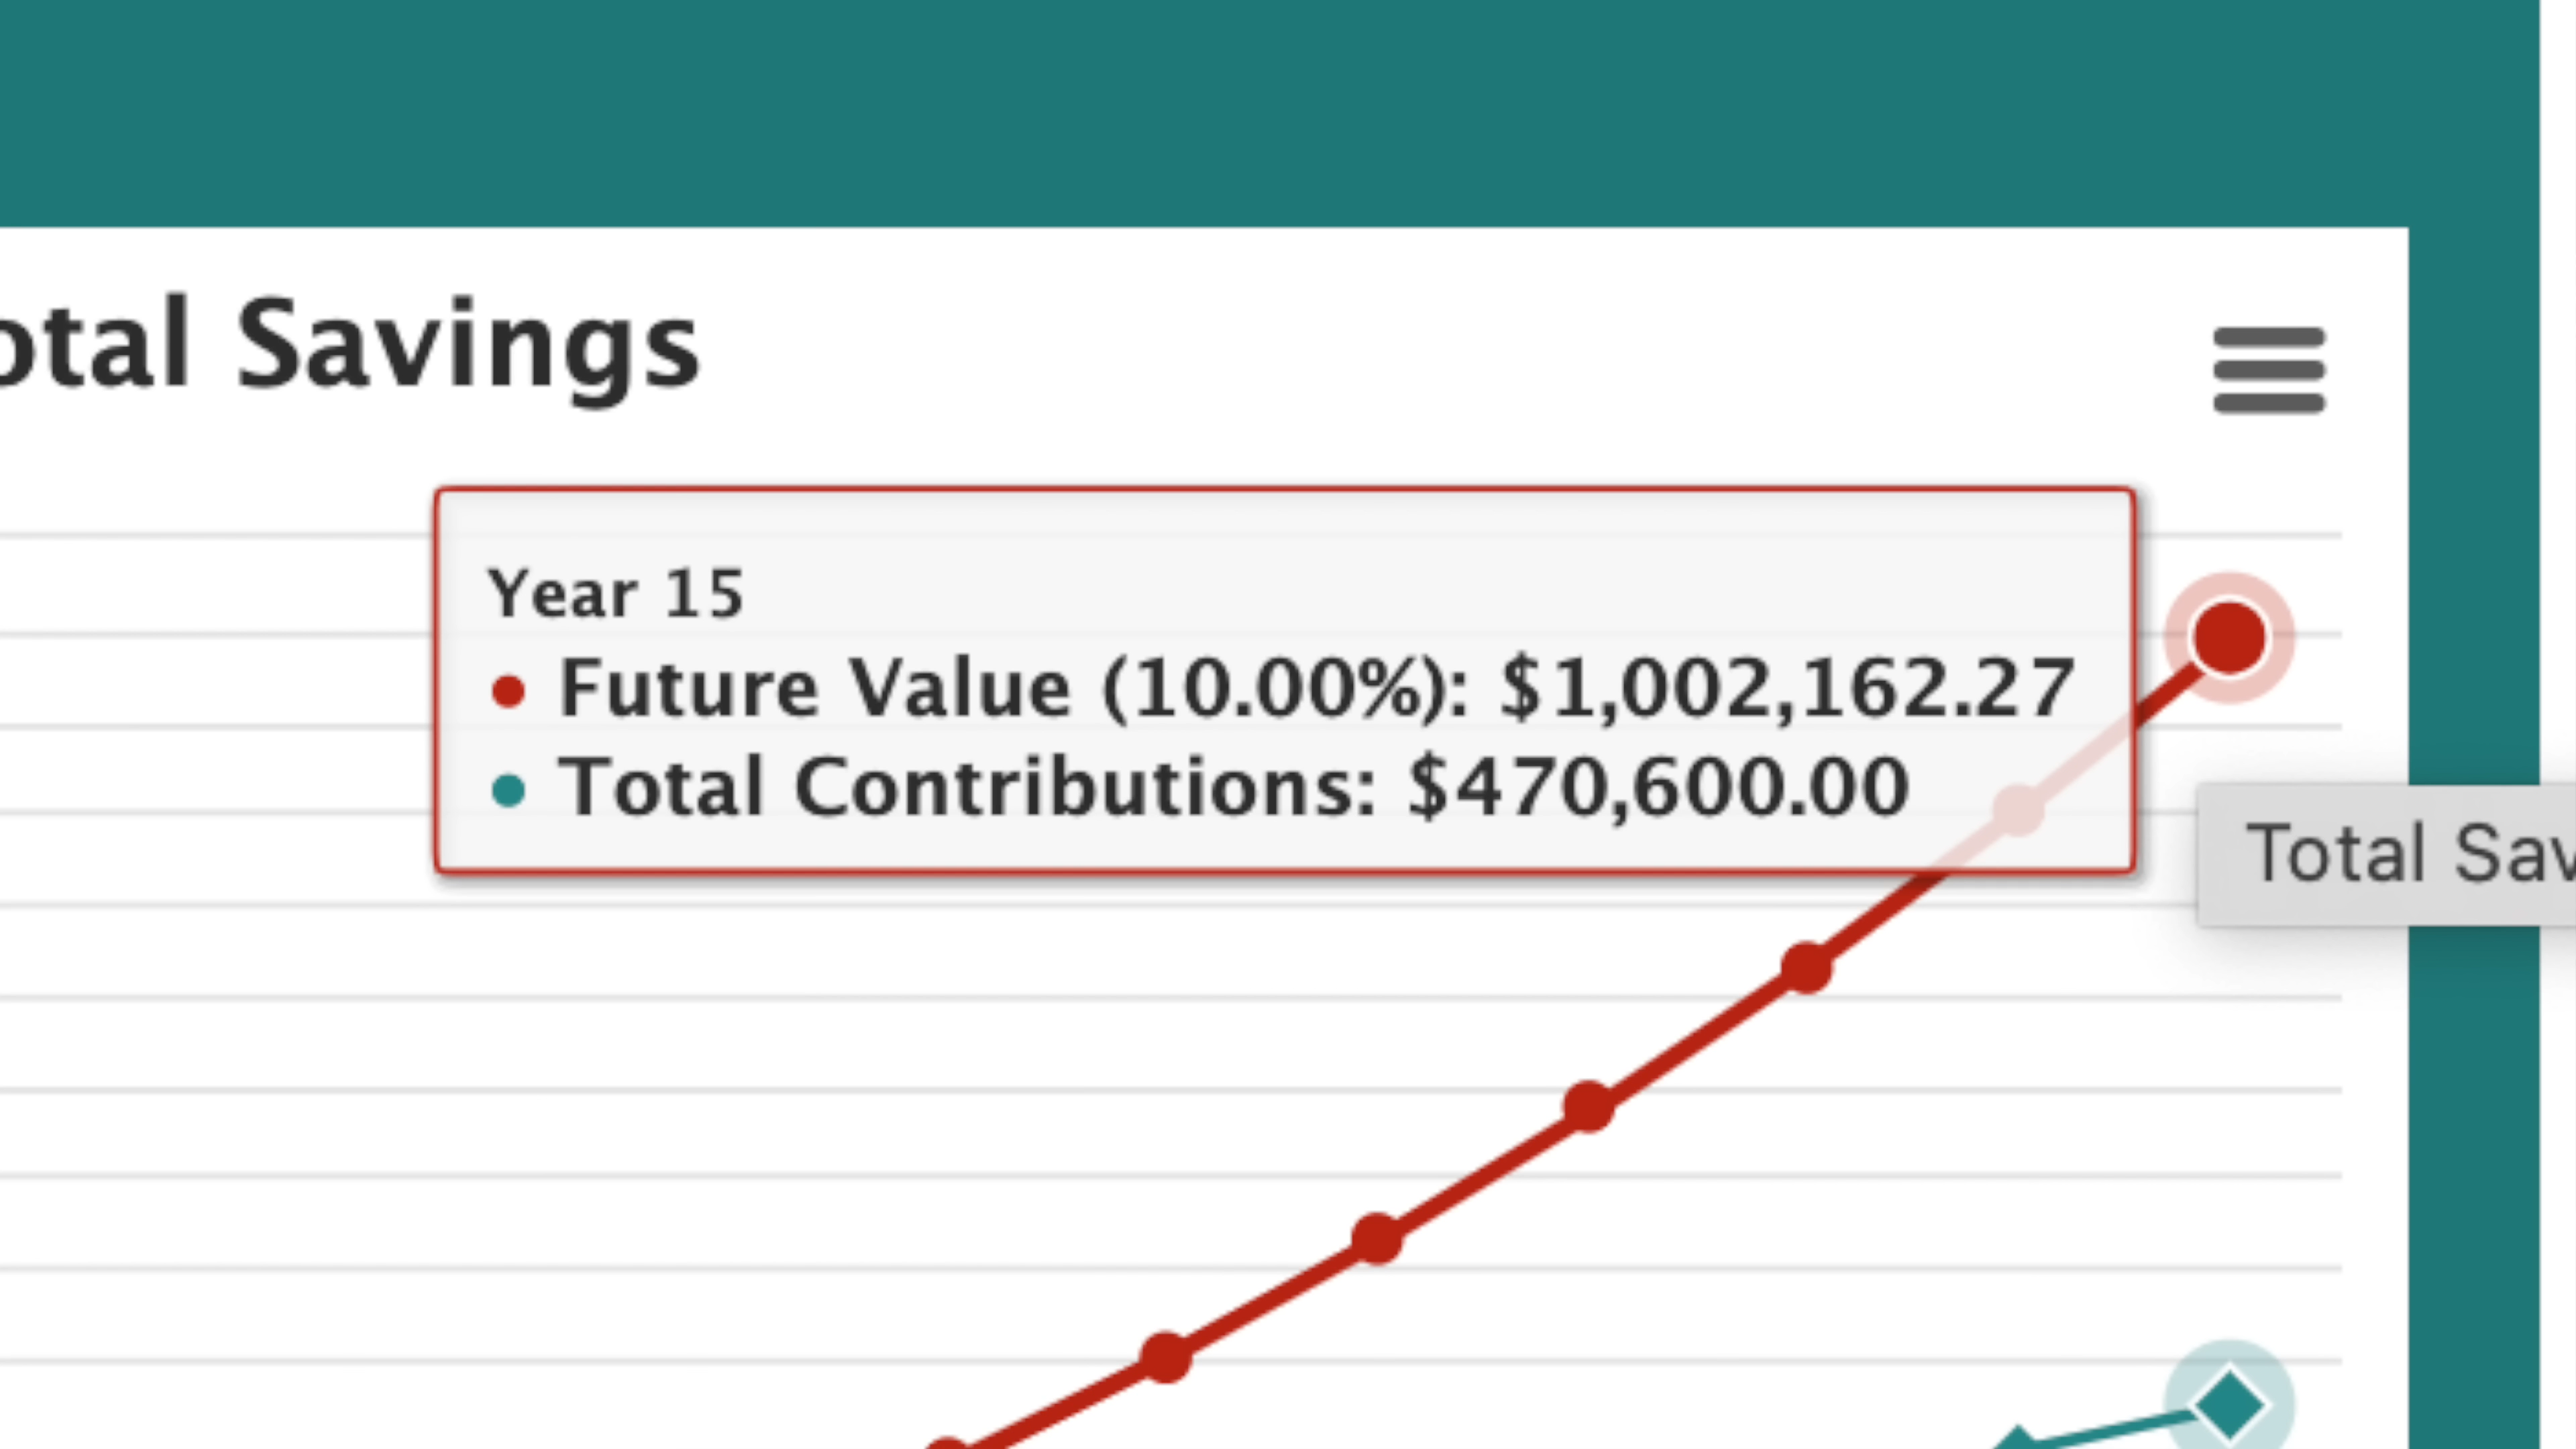 otal Savings
Year 15
Future Value (10.00%): $1,002,162.27
Total Contributions: $470,600.00
Total Sav